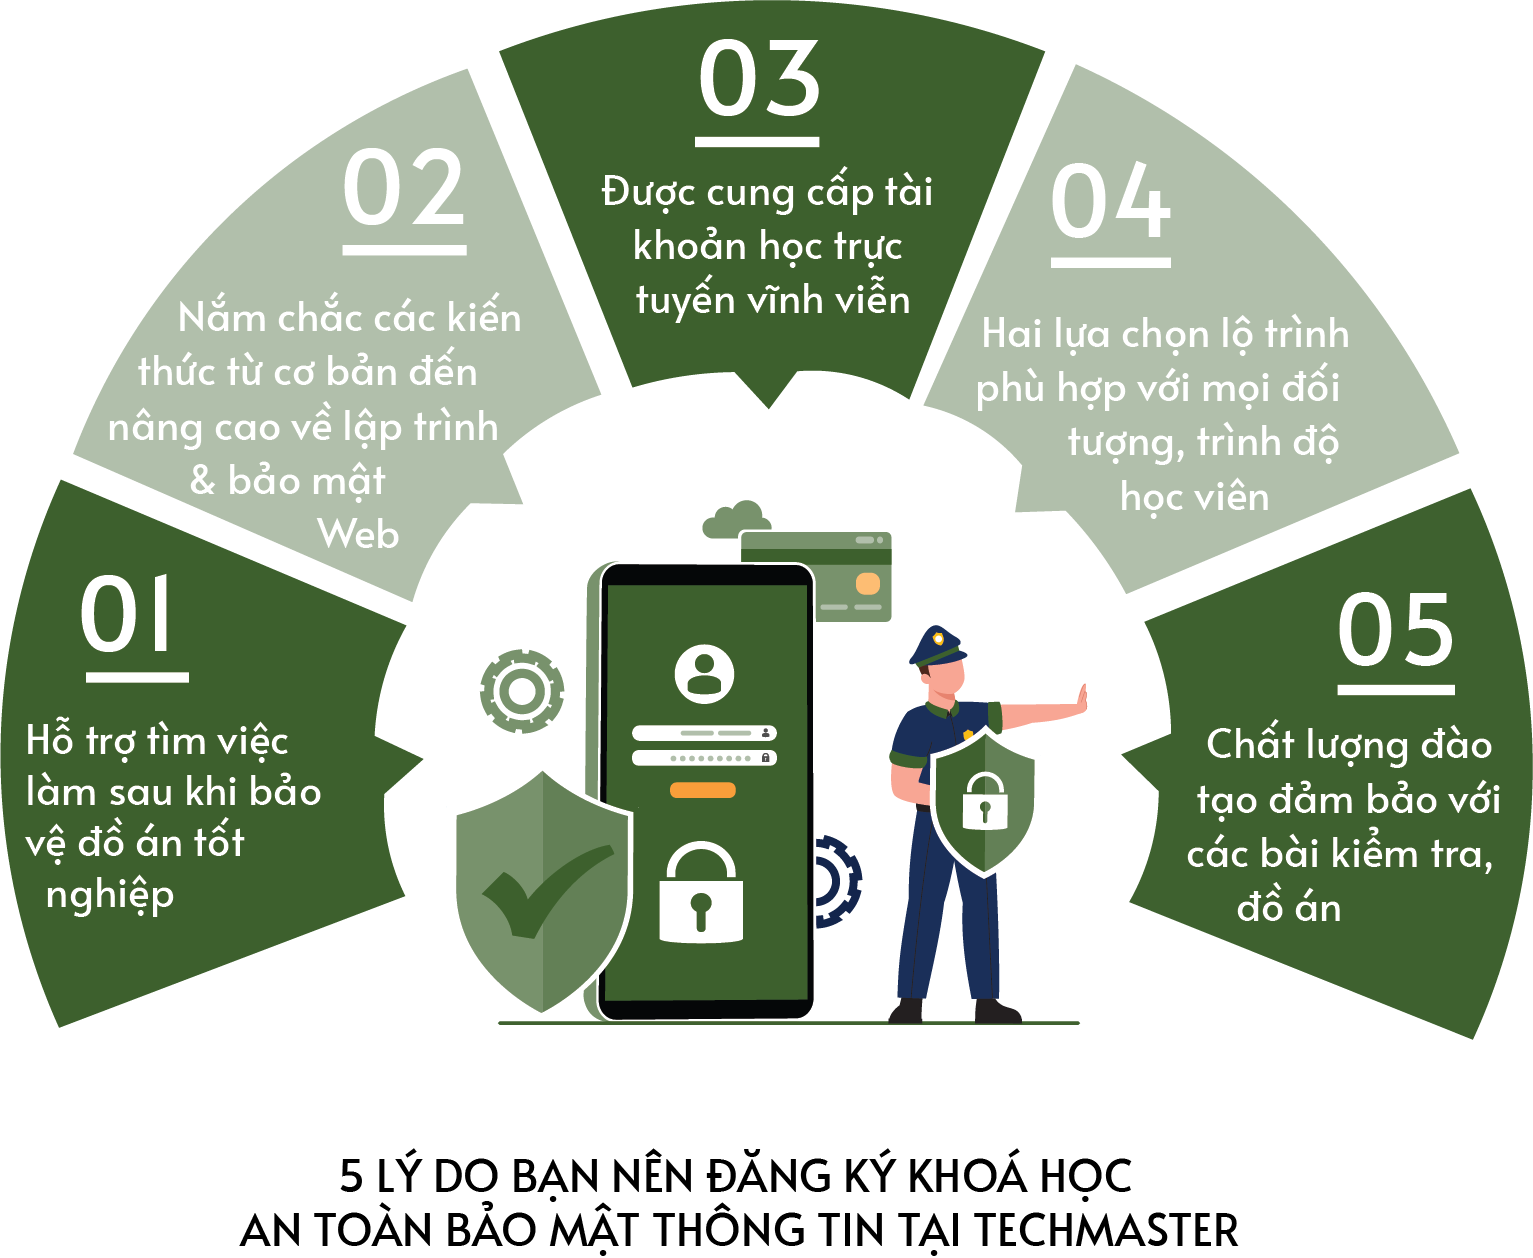 01
Hỗ trợ tìm việc
làm sau khi bảo
vệ đồ án tốt
nghiệp
02
Nắm chắc các kiến
thức từ cơ bản đến
nâng cao về lập trình
& bảo mật
Web
03
Được cung cấp tài
khoản học trực
tuyến vĩnh viễn
04
Hai lựa chọn lộ trình
phù hợp với mọi đối
tượng, trình độ
học viên
05
Chất lượng đào
tạo đảm bảo với
các bài kiểm tra,
đồ án
5 LÝ DO BẠN NÊN ĐĂNG KÝ KHOÁ HỌC
AN TOÀN BẢO MẬT THÔNG TIN TẠI TECHMASTER